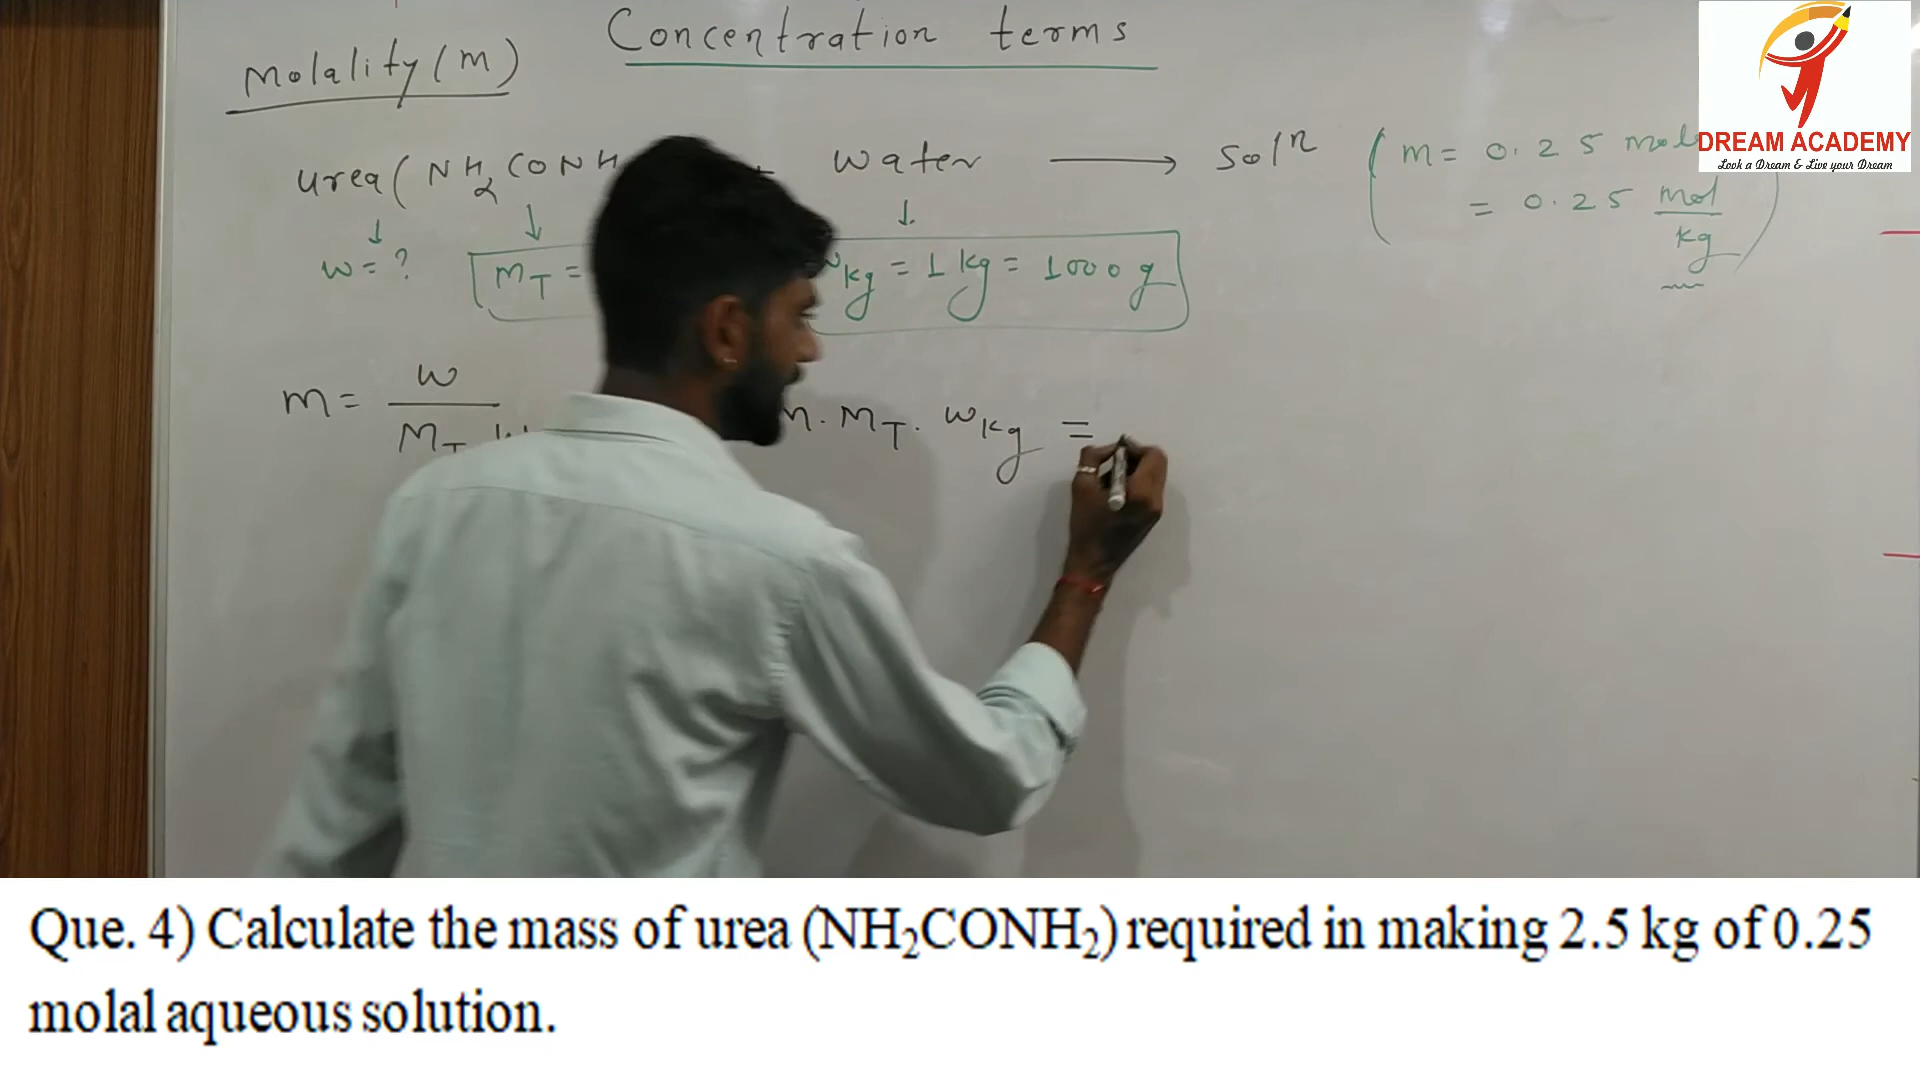 Concentration terms
Molality (m)
DREAM ACADEMY
Look a Dream & Live your Dream
urea ( NH2 CONH + water → solⁿ ( m = 0.25
= 0.25 mol/kg )
w = ? MT = kg = 1 kg = 1000 g
m = w / MT m. MT. wkg =
Que. 4) Calculate the mass of urea (NH₂CONH₂) required in making 2.5 kg of 0.25
molal aqueous solution.